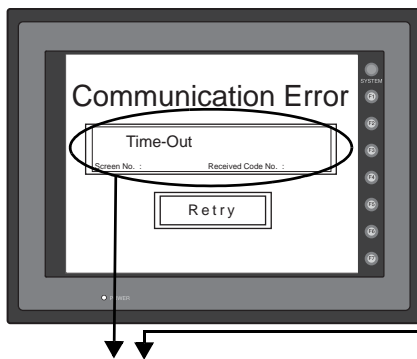 Communication Error
SYSTEM
F1
Time-Out
F2
F3
Screen No. :
Received Code No. :
F4
Retry
F5
F6
F7
POWER